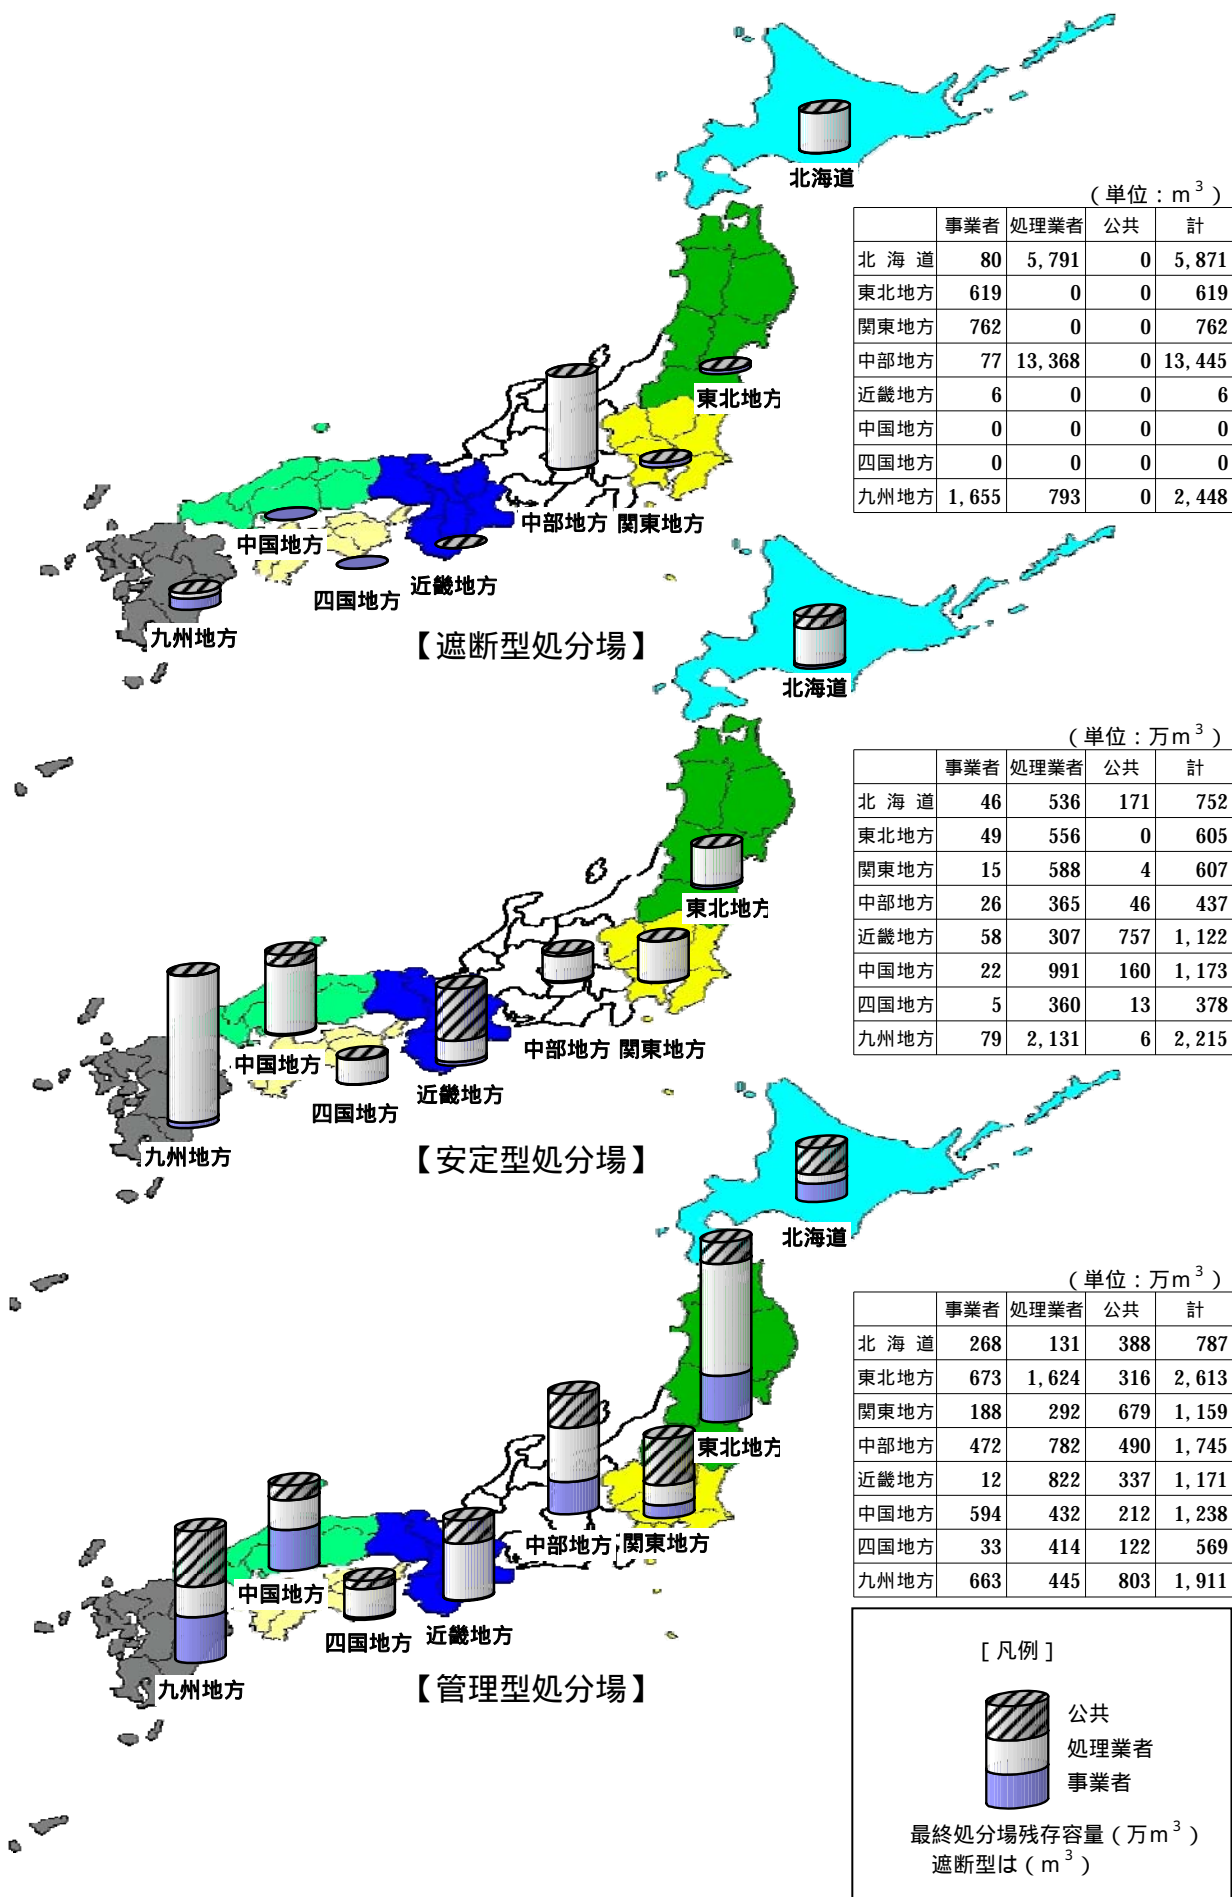 北海道
(単位：m³)
事業者 処理業者 公共 計
北海道 80 5,791 0 5,871
東北地方 619 0 0 619
関東地方 762 0 0 762
中部地方 77 13,368 0 13,445
近畿地方 6 0 0 6
中国地方 0 0 0 0
四国地方 0 0 0 0
九州地方 1,655 793 0 2,448
東北地方
中部地方 関東地方
中国地方
近畿地方
四国地方
九州地方
【遮断型処分場】
北海道
(単位：万m³)
事業者 処理業者 公共 計
北海道 46 536 171 752
東北地方 49 556 0 605
関東地方 15 588 4 607
中部地方 26 365 46 437
近畿地方 58 307 757 1,122
中国地方 22 991 160 1,173
四国地方 5 360 13 378
九州地方 79 2,131 6 2,215
東北地方
中部地方 関東地方
中国地方
近畿地方
四国地方
九州地方
【安定型処分場】
北海道
(単位：万m³)
事業者 処理業者 公共 計
北海道 268 131 388 787
東北地方 673 1,624 316 2,613
関東地方 188 292 679 1,159
中部地方 472 782 490 1,745
近畿地方 12 822 337 1,171
中国地方 594 432 212 1,238
四国地方 33 414 122 569
九州地方 663 445 803 1,911
東北地方
中部地方 関東地方
中国地方
近畿地方
四国地方
九州地方
【管理型処分場】
[凡例]
公共
処理業者
事業者
最終処分場残存容量(万m³)
遮断型は(m³)